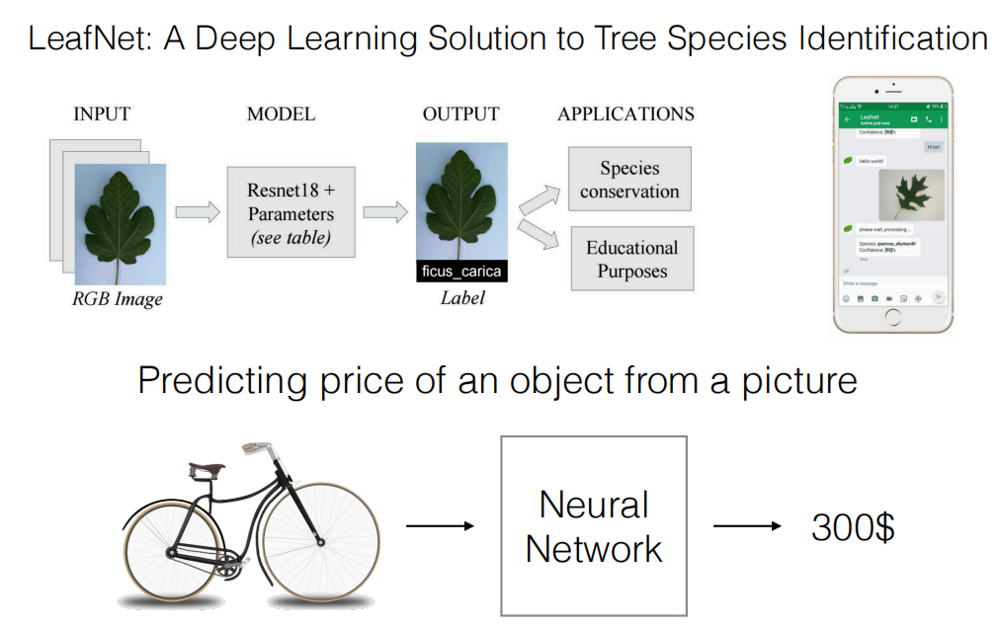 LeafNet: A Deep Learning Solution to Tree Species Identification
INPUT
MODEL
OUTPUT
APPLICATIONS
Resnet18 +
Parameters
(see table)
ficus_carica
Species
conservation
Educational
Purposes
RGB Image
Label
14:57
Leafnet
Active just now
Confidence: [90]%
Hi bot
Hello world!
please wait, processing...
Species: quercus_shumardii
Confidence: [95]%
Now
Write a message
Predicting price of an object from a picture
Neural
Network
300$